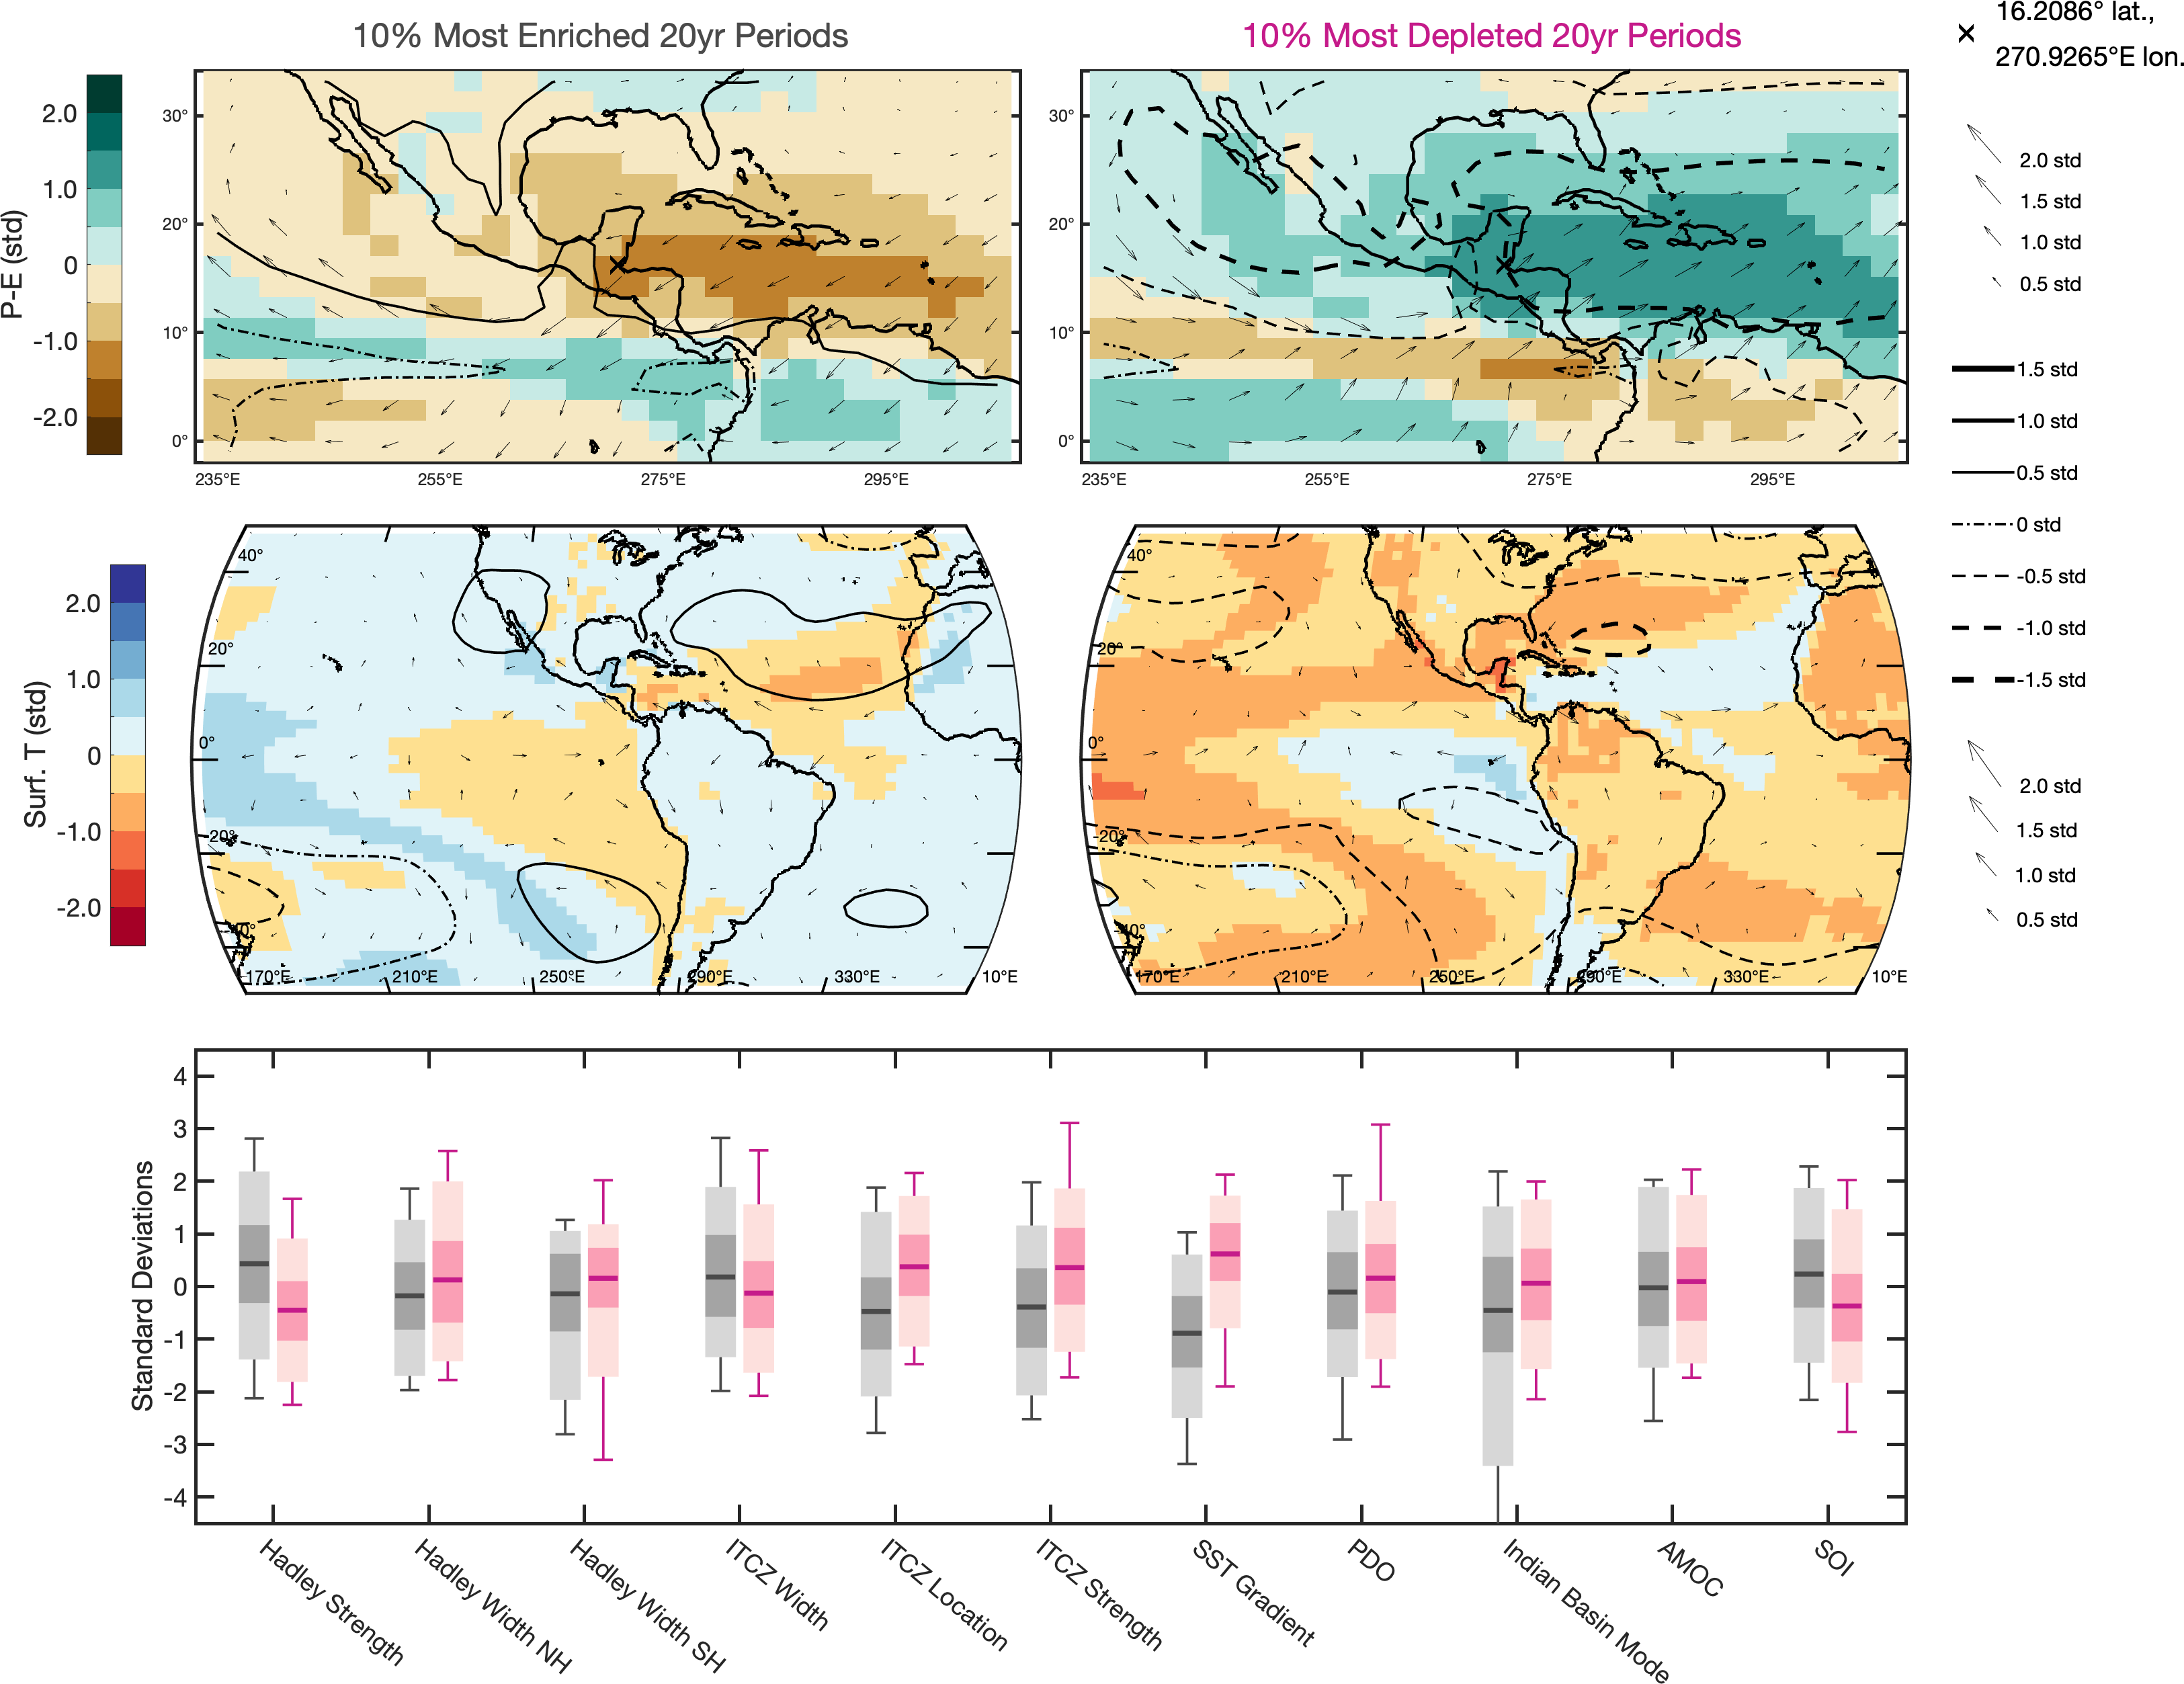 10% Most Enriched 20yr Periods
10% Most Depleted 20yr Periods
16.2086° lat.,
270.9265°E lon.
P-E (std)
2.0
1.0
0
-1.0
-2.0
30°
20°
10°
0°
235°E 255°E 275°E 295°E
30°
20°
10°
0°
235°E 255°E 275°E 295°E
2.0 std
1.5 std
1.0 std
0.5 std
1.5 std
1.0 std
0.5 std
0 std
-0.5 std
-1.0 std
-1.5 std
2.0 std
1.5 std
1.0 std
0.5 std
Surf. T (std)
2.0
1.0
0
-1.0
-2.0
40°
20°
0°
-20°
-40°
170°E 210°E 250°E 290°E 330°E 10°E
40°
20°
0°
-20°
-40°
170°E 210°E 250°E 290°E 330°E 10°E
Standard Deviations
4
3
2
1
0
-1
-2
-3
-4
Hadley Strength
Hadley Width NH
Hadley Width SH
ITCZ Width
ITCZ Location
ITCZ Strength
SST Gradient
PDO
Indian Basin Mode
AMOC
SOI